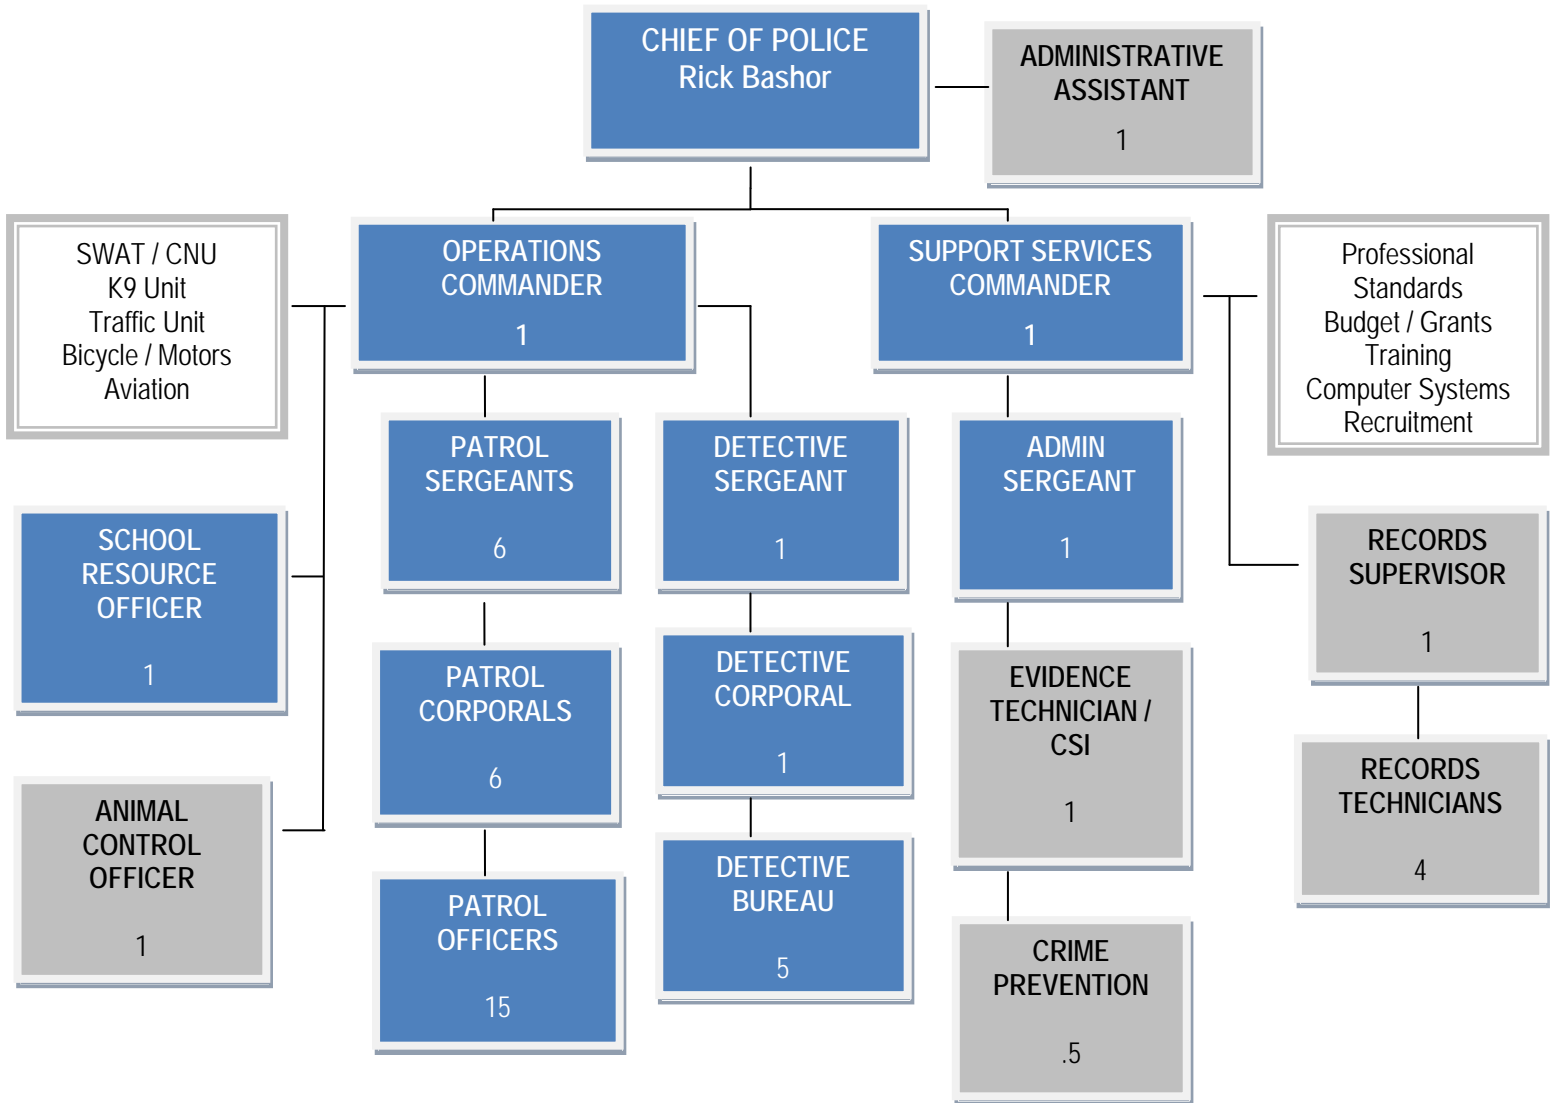 CHIEF OF POLICE
Rick Bashor
ADMINISTRATIVE
ASSISTANT
1
SWAT / CNU
K9 Unit
Traffic Unit
Bicycle / Motors
Aviation
OPERATIONS
COMMANDER
1
SUPPORT SERVICES
COMMANDER
1
Professional
Standards
Budget / Grants
Training
Computer Systems
Recruitment
PATROL
SERGEANTS
6
DETECTIVE
SERGEANT
1
ADMIN
SERGEANT
1
SCHOOL
RESOURCE
OFFICER
1
RECORDS
SUPERVISOR
1
PATROL
CORPORALS
6
DETECTIVE
CORPORAL
1
EVIDENCE
TECHNICIAN /
CSI
1
RECORDS
TECHNICIANS
4
ANIMAL
CONTROL
OFFICER
1
PATROL
OFFICERS
15
DETECTIVE
BUREAU
5
CRIME
PREVENTION
.5